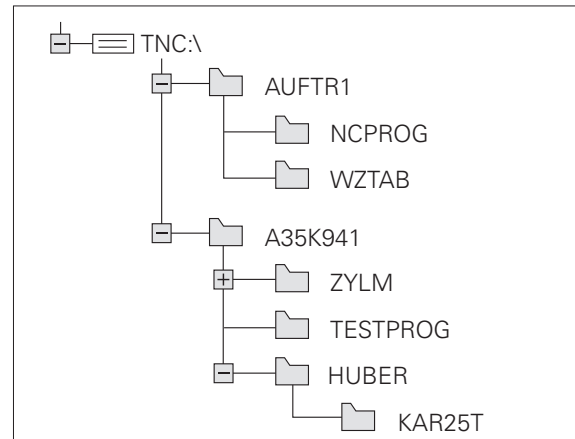 TNC:\
AUFTR1
NCPROG
WZTAB
A35K941
ZYLM
TESTPROG
HUBER
KAR25T